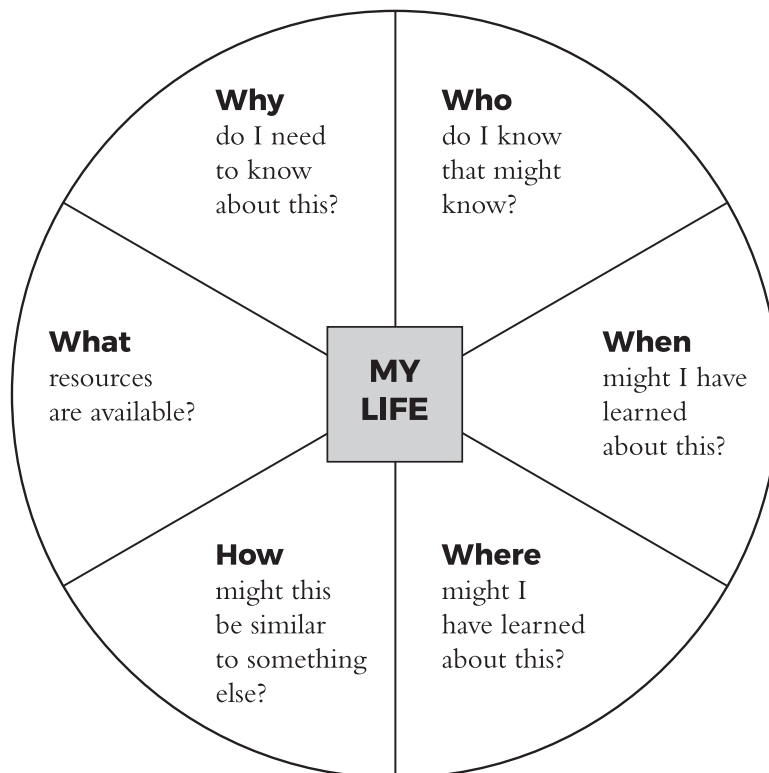 Why
do I need
to know
about this?
Who
do I know
that might
know?
What
resources
are available?
MY
LIFE
When
might I have
learned
about this?
How
might this
be similar
to something
else?
Where
might I
have learned
about this?